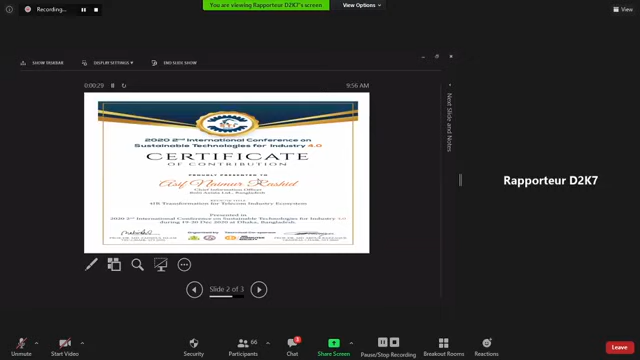 Recording...
You are viewing Rapporteur D2K7's screen
View Options
View
SHOW TASKBAR
DISPLAY SETTINGS
END SLIDE SHOW
0:00:29
9:56 AM
Next Slide and Notes
2020 2nd International Conference on
Sustainable Technologies for Industry 4.0
CERTIFICATE
OF CONTRIBUTION
PROUDLY PRESENTED TO
Asif Naimur Rashid
Chief Information Officer
Robi Axiata Ltd., Bangladesh
HR Transformation for Telecom Industry Ecosystem
Presented in
2020 2nd International Conference on Sustainable Technologies for Industry 4.0
during 19-20 Dec 2020 at Dhaka, Bangladesh.
Organized by
Rapporteur D2K7
Slide 2 of 3
Unmute
Start Video
Security
Participants
66
Chat
3
Share Screen
Pause/Stop Recording
Breakout Rooms
Reactions
Leave